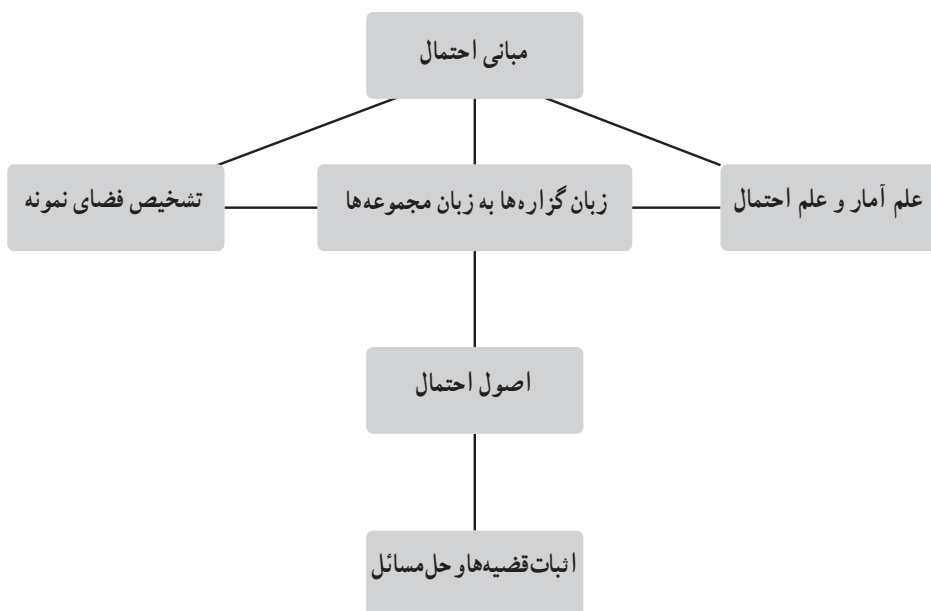 مبانی احتمال
علم آمار و علم احتمال
زبان گزاره‌ها به زبان مجموعه‌ها
تشخیص فضای نمونه
اصول احتمال
اثبات قضیه‌ها و حل مسائل